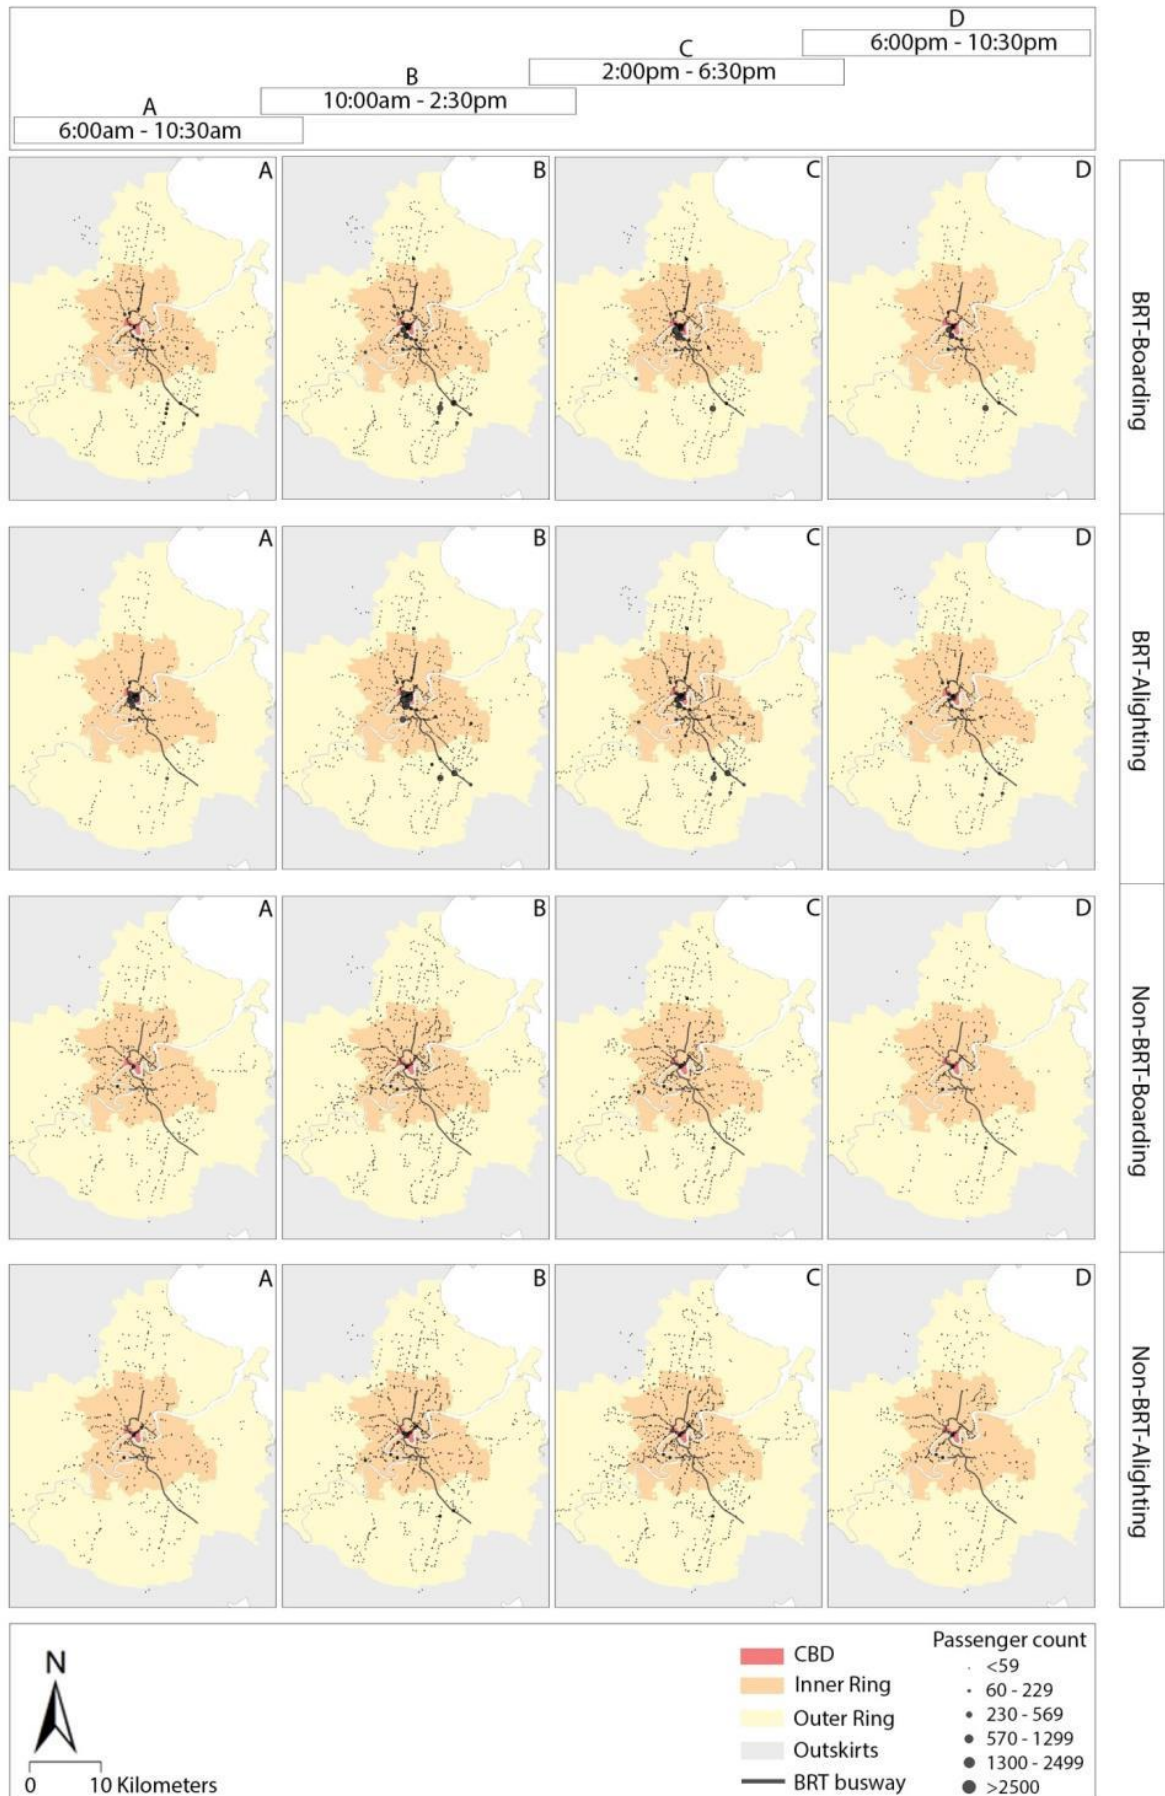 D
6:00pm - 10:30pm
C
2:00pm - 6:30pm
B
10:00am - 2:30pm
A
6:00am - 10:30am
A
B
C
D
BRT-Boarding
A
B
C
D
BRT-Alighting
A
B
C
D
Non-BRT-Boarding
A
B
C
D
Non-BRT-Alighting
N
0 10 Kilometers
CBD
Inner Ring
Outer Ring
Outskirts
BRT busway
Passenger count
<59
60 - 229
230 - 569
570 - 1299
1300 - 2499
>2500